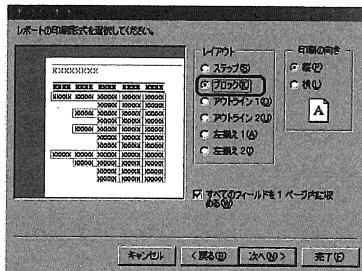 レポートの印刷形式を選択してください。
レイアウト
ステップ(S)
ブロック(K)
アウトライン 1(O)
アウトライン 2(U)
左揃え 1(A)
左揃え 2(J)
印刷の向き
縦(P)
横(L)
A
XXXXXXXXX
すべてのフィールドを 1 ページ内に収
める(W)
キャンセル
< 戻る(B)
次へ(N) >
完了(F)